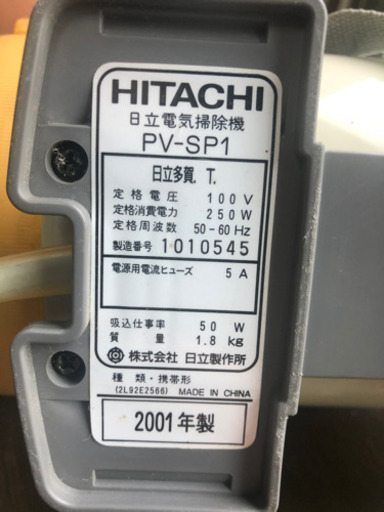 HITACHI
日立電気掃除機
PV-SP1
日立多賀. T.
定格電圧 100 V
定格消費電力 250 W
定格周波数 50-60 Hz
製造番号 1010545
電源用電流ヒューズ 5 A
吸込仕事率 50 W
質量 1.8 kg
株式会社 日立製作所
種類・携帯形
(2L92E2566) MADE IN CHINA
2001年製